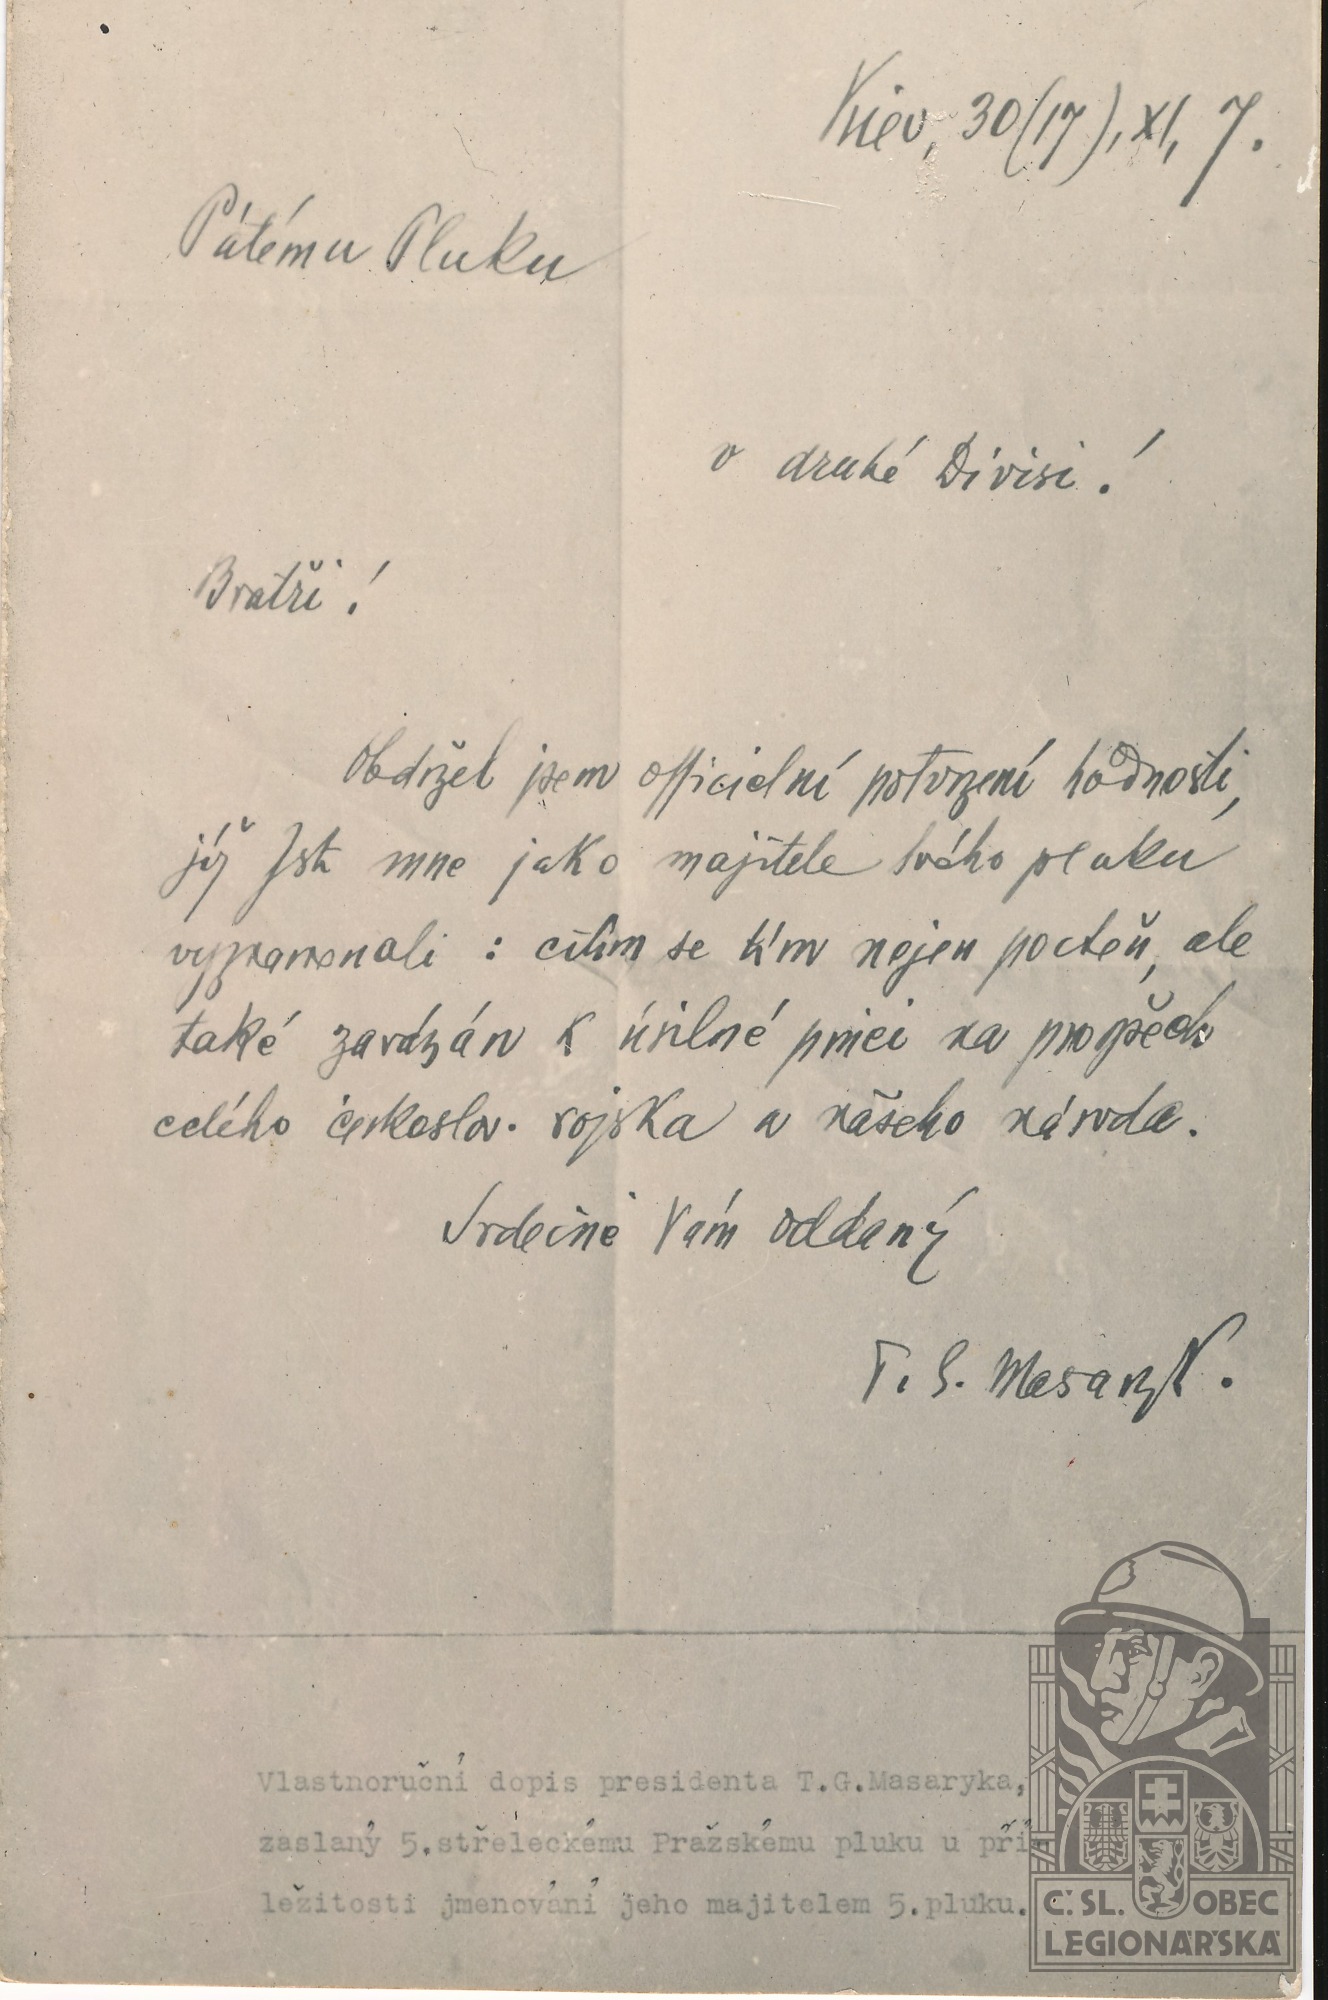 Kiev, 30(17), XI, 7.
Pátému Pluku
v druhé Divisi!
Bratři!
Obdržel jsem officielní potvrzení hodnosti,
jíž Jste mne jako majitele svého pluku
vyznamenali : cítím se tím nejen poctěn, ale
také zavázán k úsilné práci na prospěch
celého českoslov. vojska a našeho národa.
Srdečně Vám oddaný
T. G. Masaryk.
Vlastnoruční dopis presidenta T.G.Masaryka,
zaslaný 5.střeleckému Pražskému pluku u pří-
ležitosti jmenování jeho majitelem 5.pluku.
Č.SL. OBEC
LEGIONÁŘSKÁ